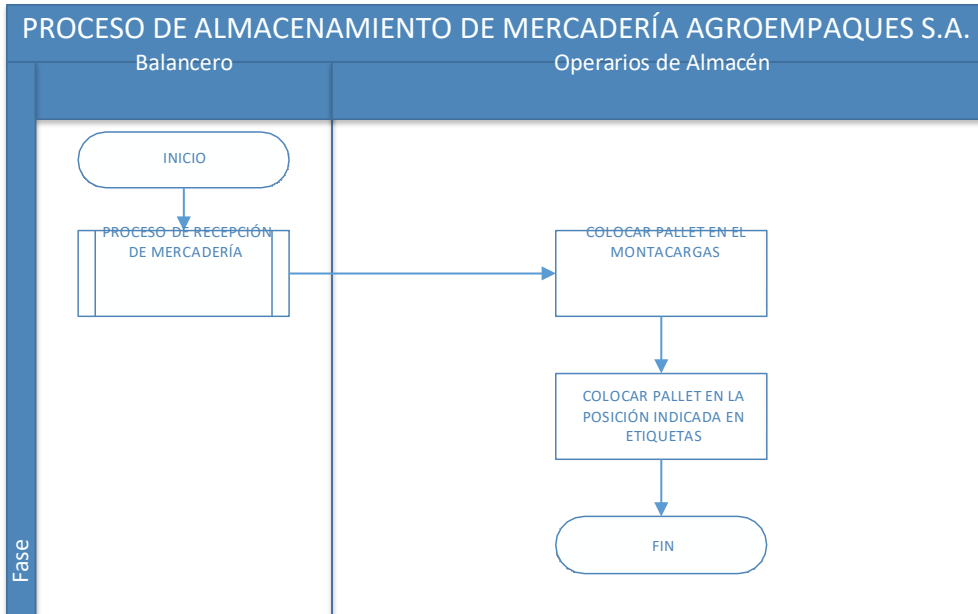 PROCESO DE ALMACENAMIENTO DE MERCADERÍA AGROEMPAQUES S.A.
Balancero
Operarios de Almacén
INICIO
PROCESO DE RECEPCIÓN
DE MERCADERÍA
COLOCAR PALLET EN EL
MONTACARGAS
COLOCAR PALLET EN LA
POSICIÓN INDICADA EN
ETIQUETAS
FIN
Fase